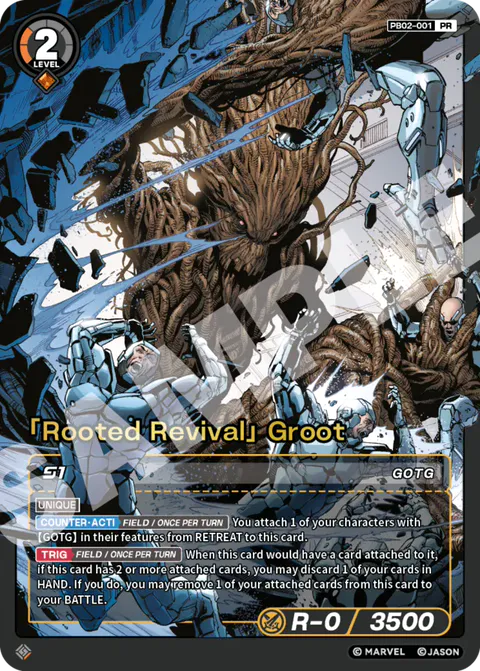 2
LEVEL
PB02-001 PR
SAMPLE
「Rooted Revival」 Groot
S1 GOTG
UNIQUE
COUNTER・ACT1 FIELD / ONCE PER TURN You attach 1 of your characters with
【GOTG】 in their features from RETREAT to this card.
TRIG FIELD / ONCE PER TURN When this card would have a card attached to it,
if this card has 2 or more attached cards, you may discard 1 of your cards in
HAND. If you do, you may remove 1 of your attached cards from this card to
your BATTLE.
R-0 / 3500
© MARVEL ©JASON